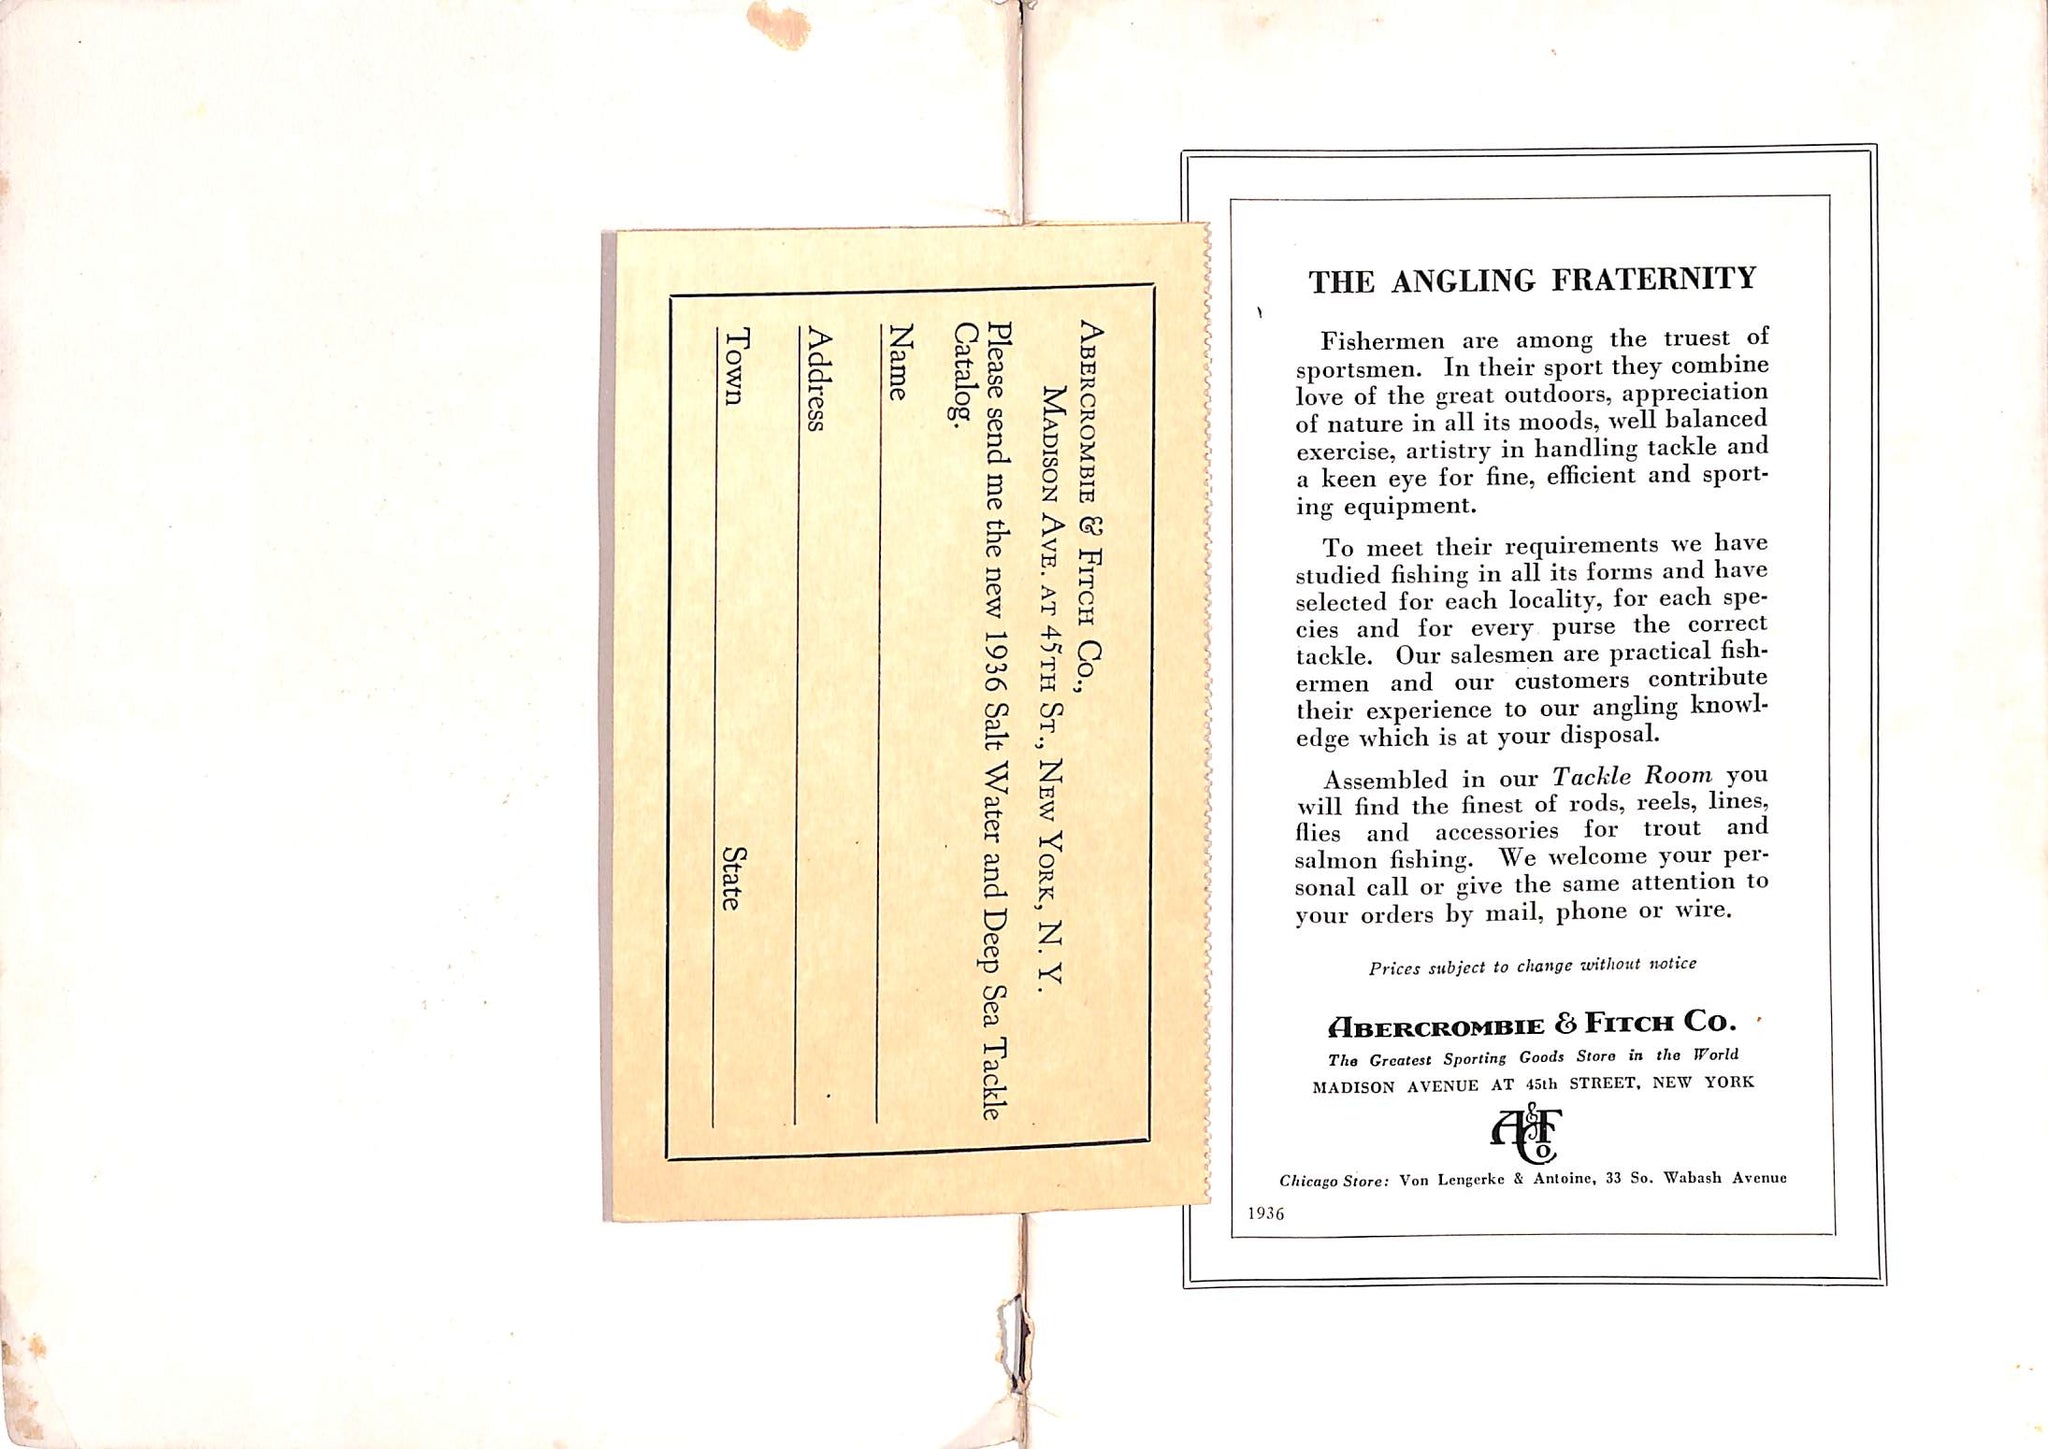 ABERCROMBIE & FITCH CO.,
MADISON AVE. AT 45TH ST., NEW YORK, N. Y.
Please send me the new 1936 Salt Water and Deep Sea Tackle
Catalog.
Name
Address
Town State
THE ANGLING FRATERNITY
Fishermen are among the truest of
sportsmen. In their sport they combine
love of the great outdoors, appreciation
of nature in all its moods, well balanced
exercise, artistry in handling tackle and
a keen eye for fine, efficient and sport-
ing equipment.
To meet their requirements we have
studied fishing in all its forms and have
selected for each locality, for each spe-
cies and for every purse the correct
tackle. Our salesmen are practical fish-
ermen and our customers contribute
their experience to our angling knowl-
edge which is at your disposal.
Assembled in our Tackle Room you
will find the finest of rods, reels, lines,
flies and accessories for trout and
salmon fishing. We welcome your per-
sonal call or give the same attention to
your orders by mail, phone or wire.
Prices subject to change without notice
ABERCROMBIE & FITCH CO.
The Greatest Sporting Goods Store in the World
MADISON AVENUE AT 45th STREET, NEW YORK
A&F Co
Chicago Store: Von Lengerke & Antoine, 33 So. Wabash Avenue
1936